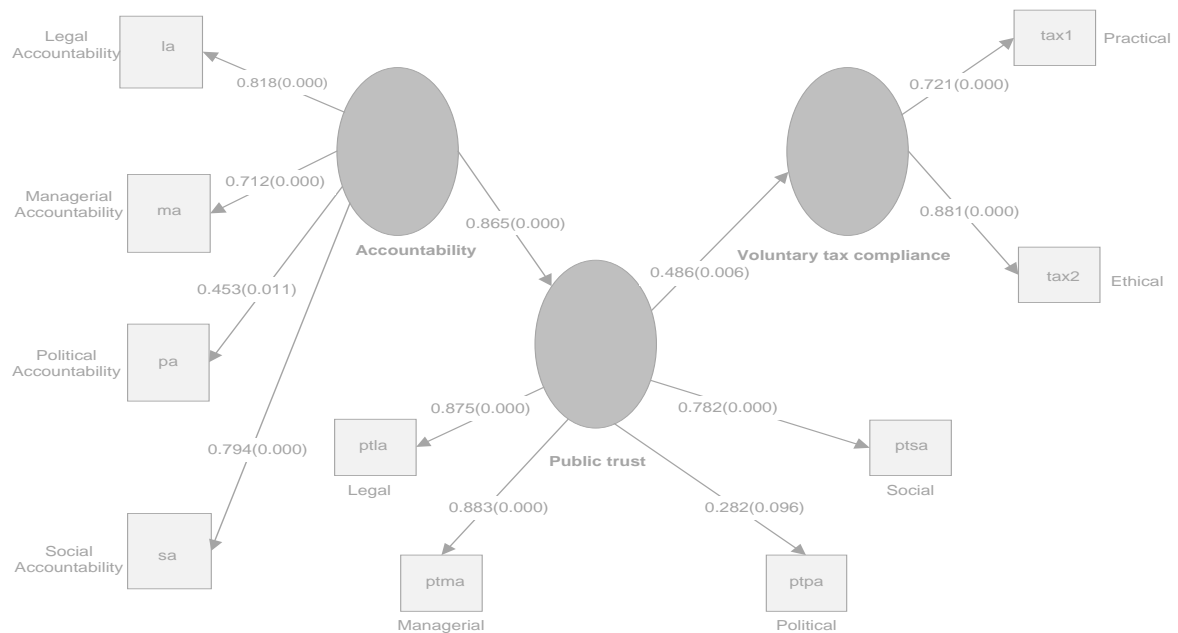 Legal
Accountability
la
0.818(0.000)
tax1
Practical
0.721(0.000)
Managerial
Accountability
ma
0.712(0.000)
0.865(0.000)
Accountability
0.881(0.000)
Voluntary tax compliance
0.486(0.006)
tax2
Ethical
0.453(0.011)
Political
Accountability
pa
0.875(0.000)
0.782(0.000)
0.794(0.000)
ptla
Legal
Public trust
ptsa
Social
0.883(0.000)
0.282(0.096)
Social
Accountability
sa
ptma
Managerial
ptpa
Political